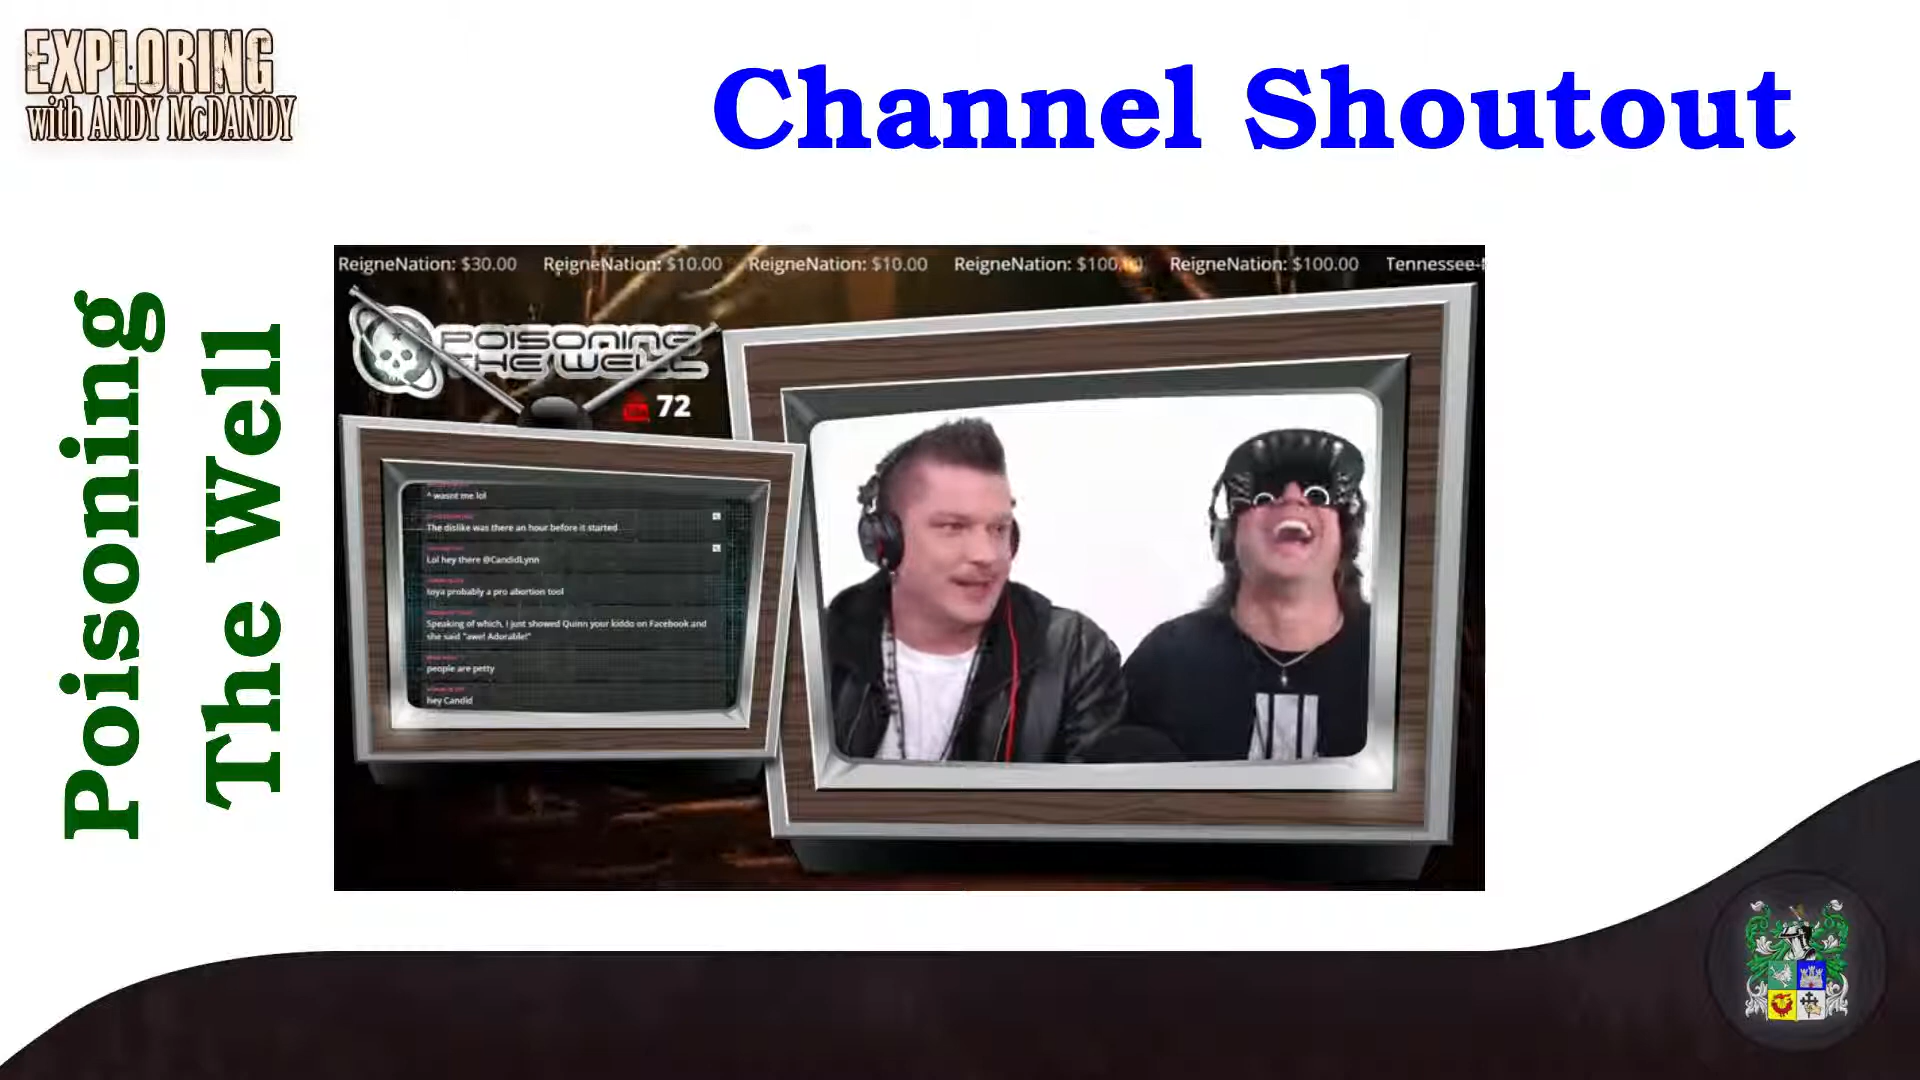 EXPLORING
with ANDY McDANDY
Channel Shoutout
Poisoning
The Well
ReigneNation: $30.00 ReigneNation: $10.00 ReigneNation: $10.00 ReigneNation: $100.00 ReigneNation: $100.00 Tennessee-
POISONING
THE WELL
72
^ wasnt me lol
The dislike was there an hour before it started
Lol hey there @CandidLynn
toya probably a pro abortion tool
Speaking of which, I just showed Quinn your kiddo on Facebook and
she said "awe! Adorable!"
people are petty
hey Candid